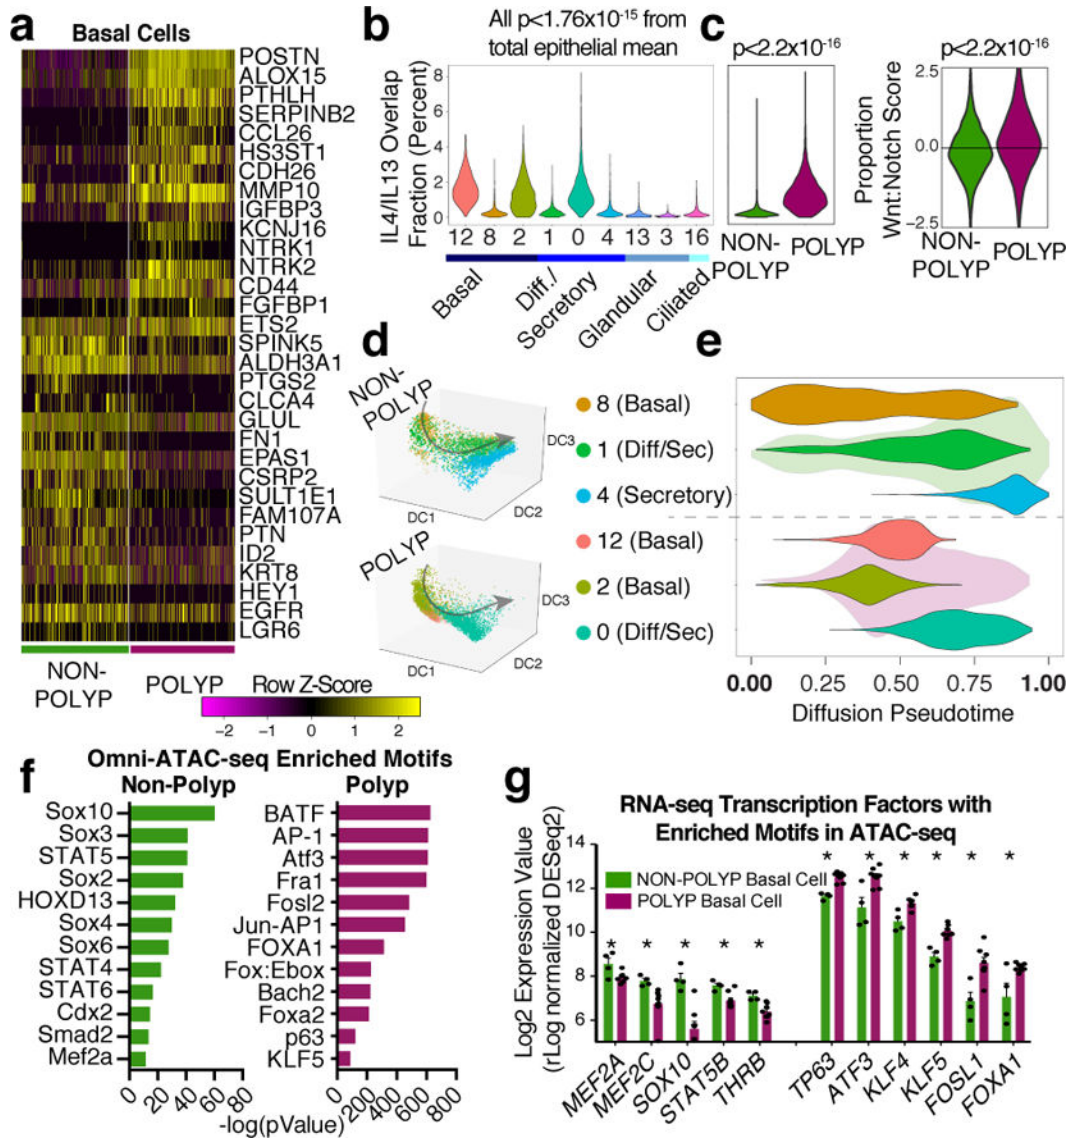 a
Basal Cells
POSTN
ALOX15
PTHLH
SERPINB2
CCL26
HS3ST1
CDH26
MMP10
IGFBP3
KCNJ16
NTRK1
NTRK2
CD44
FGFBP1
ETS2
SPINK5
ALDH3A1
PTGS2
CLCA4
GLUL
FN1
EPAS1
CSRP2
SULT1E1
FAM107A
PTN
ID2
KRT8
HEY1
EGFR
LGR6
NON-
POLYP
POLYP
Row Z-Score
−2 −1 0 1 2
b
All p<1.76x10-15 from
total epithelial mean
IL4/IL13 Overlap
Fraction (Percent)
8
6
4
2
0
12 8 2 1 0 4 13 3 16
Basal
Diff./
Secretory
Glandular
Ciliated
c
p<2.2x10-16
NON-
POLYP
POLYP
p<2.2x10-16
Proportion
Wnt:Notch Score
2.5
0.0
−2.5
NON-
POLYP
POLYP
d
NON-
POLYP
DC1
DC2
DC3
POLYP
DC1
DC2
DC3
8 (Basal)
1 (Diff/Sec)
4 (Secretory)
12 (Basal)
2 (Basal)
0 (Diff/Sec)
e
0.00 0.25 0.50 0.75 1.00
Diffusion Pseudotime
f
Omni-ATAC-seq Enriched Motifs
Non-Polyp
Sox10
Sox3
STAT5
Sox2
HOXD13
Sox4
Sox6
STAT4
STAT6
Cdx2
Smad2
Mef2a
0 20 40 60 80
Polyp
BATF
AP-1
Atf3
Fra1
Fosl2
Jun-AP1
FOXA1
Fox:Ebox
Bach2
Foxa2
p63
KLF5
0 200 400 600 800
-log(pValue)
g
RNA-seq Transcription Factors with
Enriched Motifs in ATAC-seq
Log2 Expression Value
(rLog normalized DESeq2)
14
12
10
8
6
NON-POLYP Basal Cell
POLYP Basal Cell
* * * * * * * * * * *
MEF2A
MEF2C
SOX10
STAT5B
THRB
TP63
ATF3
KLF4
KLF5
FOSL1
FOXA1